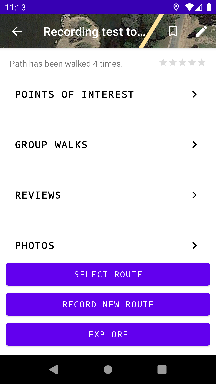 11:13
Recording test to...
Path has been walked 4 times.
POINTS OF INTEREST
GROUP WALKS
REVIEWS
PHOTOS
SELECT ROUTE
RECORD NEW ROUTE
EXPLORE